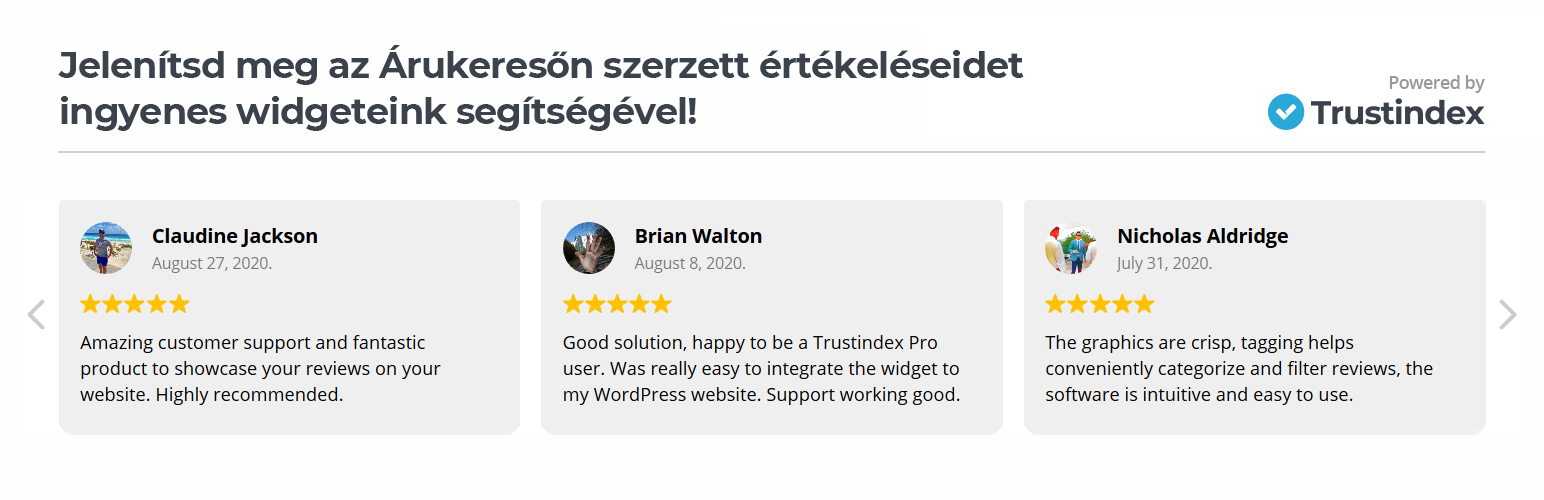 Jelenítsd meg az Árukeresőn szerzett értékeléseidet
ingyenes widgeteink segítségével!
Powered by
Trustindex
Claudine Jackson
August 27, 2020.
Amazing customer support and fantastic
product to showcase your reviews on your
website. Highly recommended.
Brian Walton
August 8, 2020.
Good solution, happy to be a Trustindex Pro
user. Was really easy to integrate the widget to
my WordPress website. Support working good.
Nicholas Aldridge
July 31, 2020.
The graphics are crisp, tagging helps
conveniently categorize and filter reviews, the
software is intuitive and easy to use.